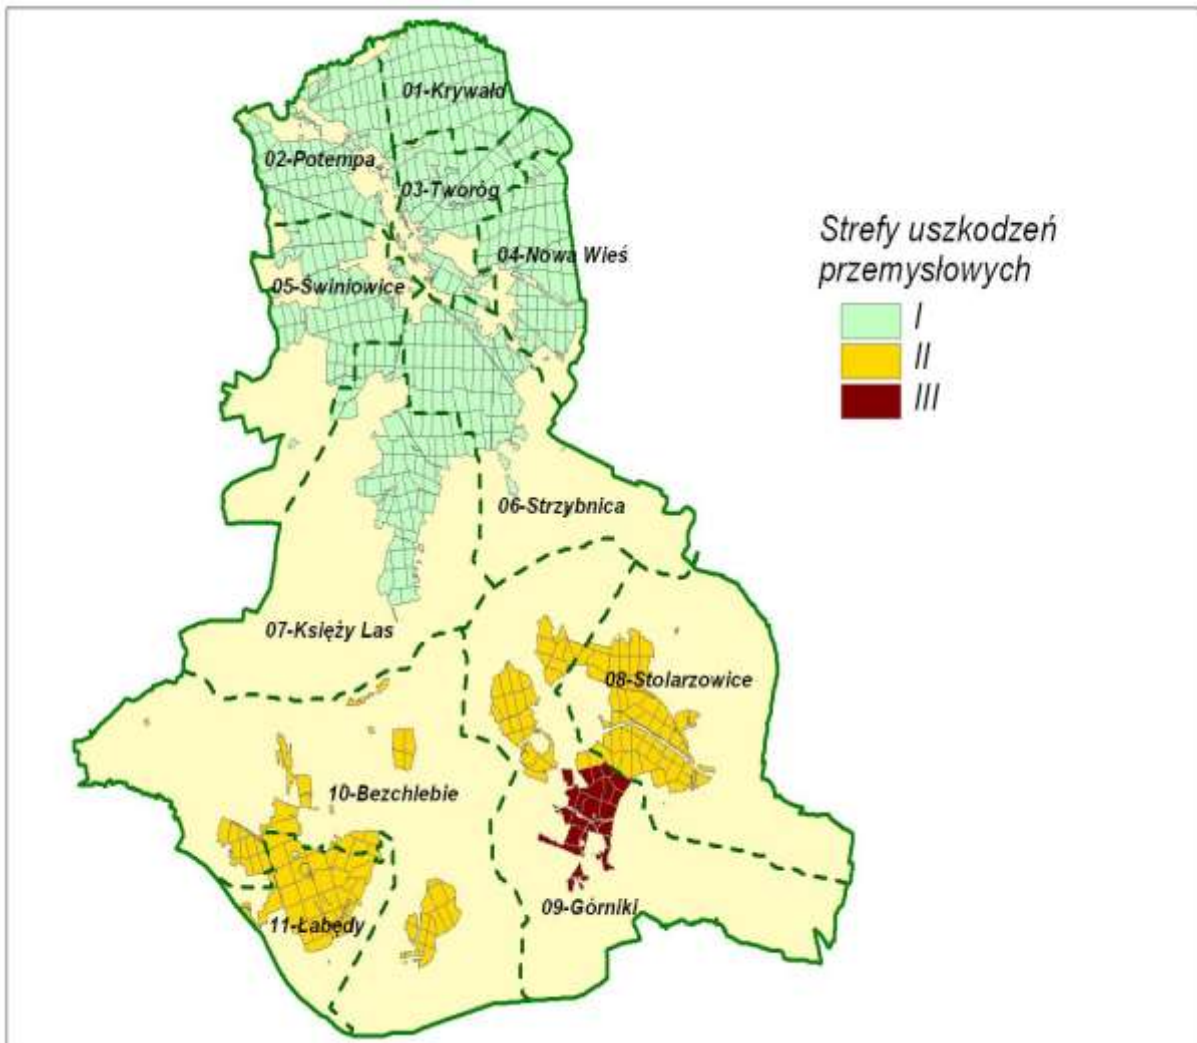 01-Krywałd
02-Potempa
03-Tworóg
04-Nowa Wieś
05-Świniowice
06-Strzybnica
07-Księży Las
08-Stolarzowice
10-Bezchlebie
09-Górniki
11-Łabędy
Strefy uszkodzeń
przemysłowych
I
II
III